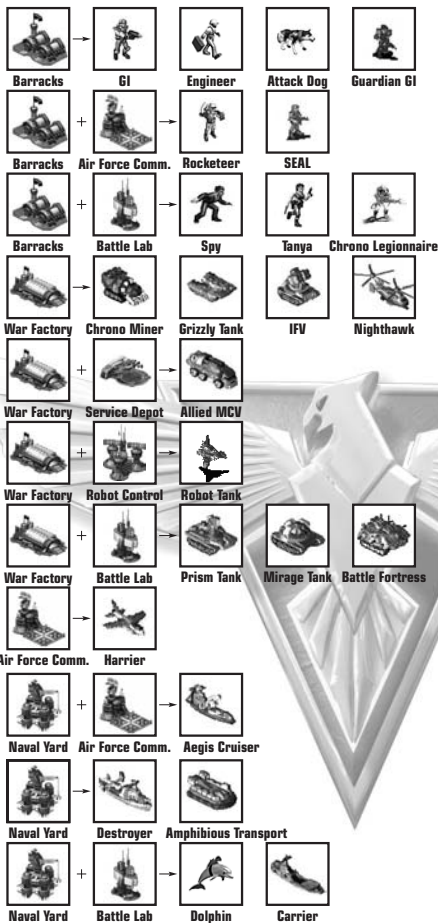 Barracks GI Engineer Attack Dog Guardian GI
Barracks Air Force Comm. Rocketeer SEAL
Barracks Battle Lab Spy Tanya Chrono Legionnaire
War Factory Chrono Miner Grizzly Tank IFV Nighthawk
War Factory Service Depot Allied MCV
War Factory Robot Control Robot Tank
War Factory Battle Lab Prism Tank Mirage Tank Battle Fortress
Air Force Comm. Harrier
Naval Yard Air Force Comm. Aegis Cruiser
Naval Yard Destroyer Amphibious Transport
Naval Yard Battle Lab Dolphin Carrier